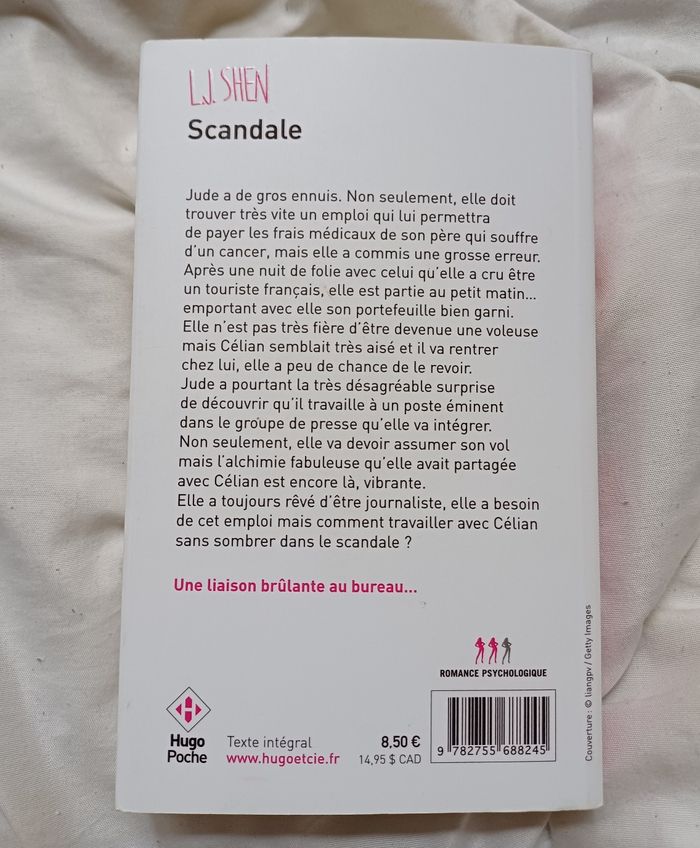 L.J. SHEN
Scandale
Jude a de gros ennuis. Non seulement, elle doit
trouver très vite un emploi qui lui permettra
de payer les frais médicaux de son père qui souffre
d'un cancer, mais elle a commis une grosse erreur.
Après une nuit de folie avec celui qu'elle a cru être
un touriste français, elle est partie au petit matin...
emportant avec elle son portefeuille bien garni.
Elle n'est pas très fière d'être devenue une voleuse
mais Célian semblait très aisé et il va rentrer
chez lui, elle a peu de chance de le revoir.
Jude a pourtant la très désagréable surprise
de découvrir qu'il travaille à un poste éminent
dans le groupe de presse qu'elle va intégrer.
Non seulement, elle va devoir assumer son vol
mais l'alchimie fabuleuse qu'elle avait partagée
avec Célian est encore là, vibrante.
Elle a toujours rêvé d'être journaliste, elle a besoin
de cet emploi mais comment travailler avec Célian
sans sombrer dans le scandale ?
Une liaison brûlante au bureau...
ROMANCE PSYCHOLOGIQUE
H
Hugo
Poche
Texte intégral
www.hugoetcie.fr
8,50 €
14,95 $ CAD
9 782755 688245
Couverture : © liangpv / Getty Images